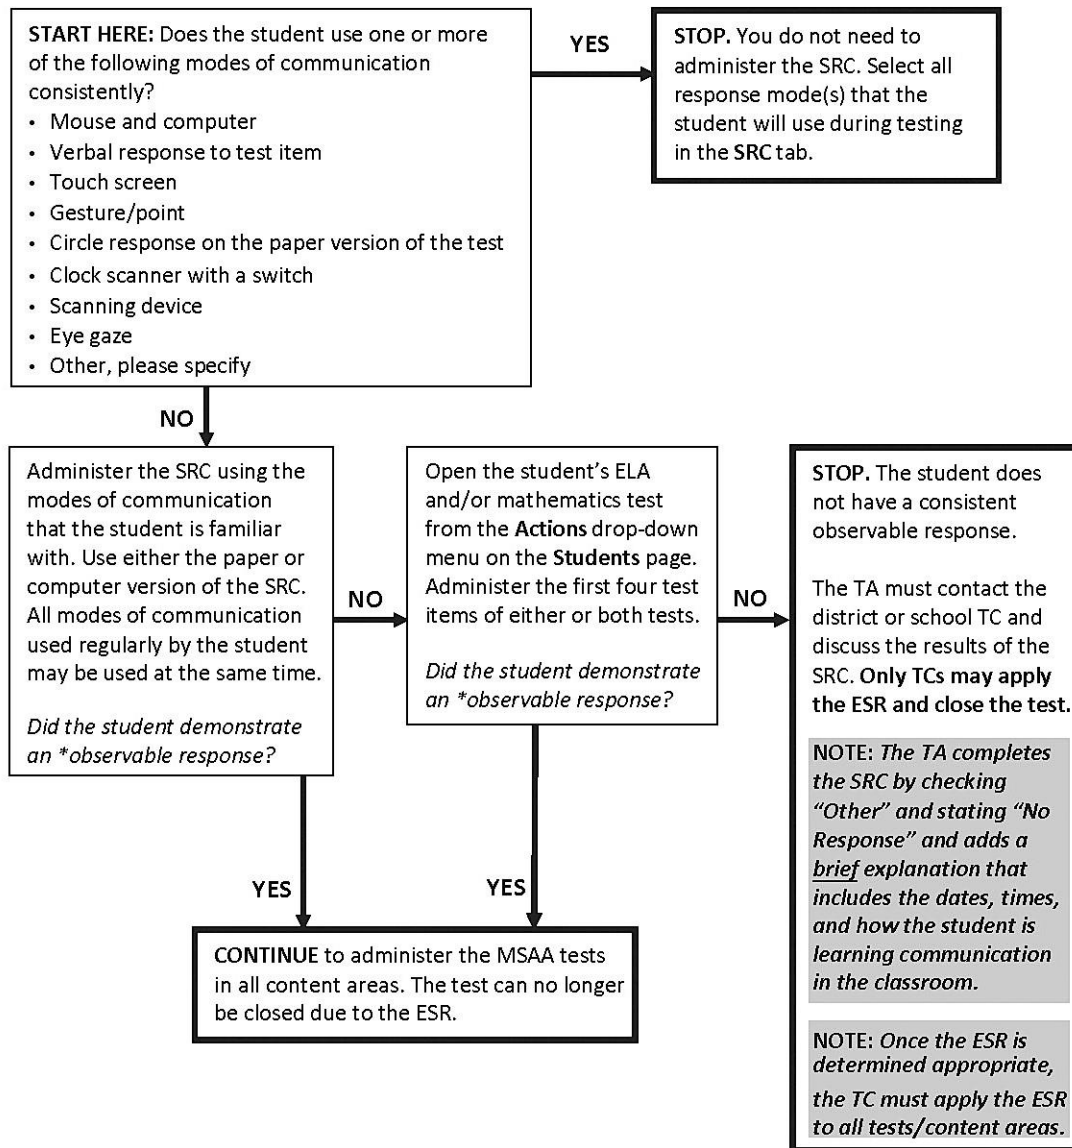 START HERE: Does the student use one or more
of the following modes of communication
consistently?
• Mouse and computer
• Verbal response to test item
• Touch screen
• Gesture/point
• Circle response on the paper version of the test
• Clock scanner with a switch
• Scanning device
• Eye gaze
• Other, please specify
YES
STOP. You do not need to
administer the SRC. Select all
response mode(s) that the
student will use during testing
in the SRC tab.
NO
Administer the SRC using the
modes of communication
that the student is familiar
with. Use either the paper or
computer version of the SRC.
All modes of communication
used regularly by the student
may be used at the same time.
Did the student demonstrate
an *observable response?
NO
Open the student's ELA
and/or mathematics test
from the Actions drop-down
menu on the Students page.
Administer the first four test
items of either or both tests.
Did the student demonstrate
an *observable response?
NO
STOP. The student does
not have a consistent
observable response.
The TA must contact the
district or school TC and
discuss the results of the
SRC. Only TCs may apply
the ESR and close the test.
NOTE: The TA completes
the SRC by checking
"Other" and stating "No
Response" and adds a
brief explanation that
includes the dates, times,
and how the student is
learning communication
in the classroom.
NOTE: Once the ESR is
determined appropriate,
the TC must apply the ESR
to all tests/content areas.
YES
YES
CONTINUE to administer the MSAA tests
in all content areas. The test can no longer
be closed due to the ESR.